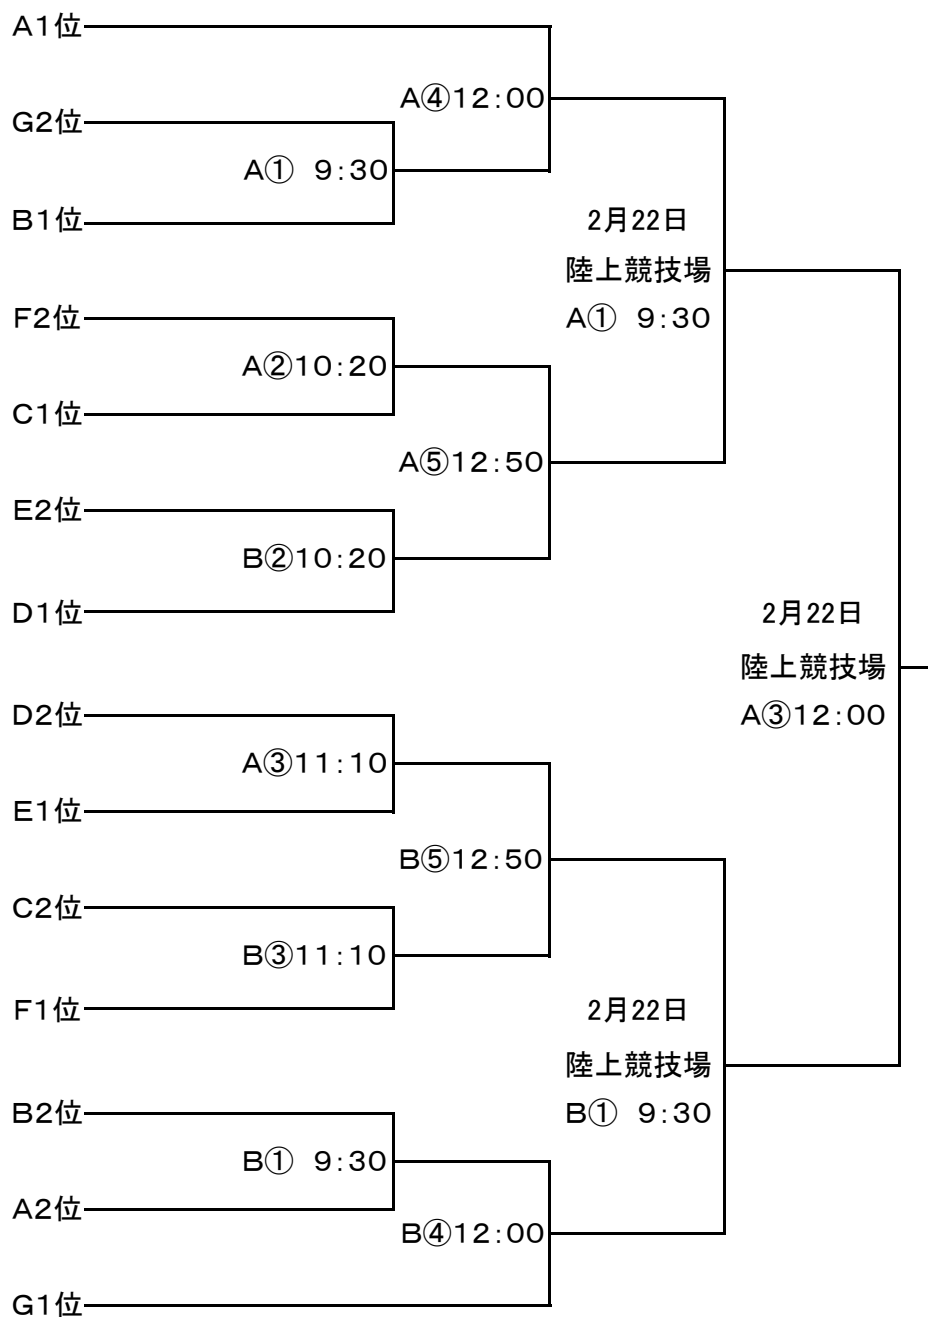 A1位
A④12:00
G2位
A① 9:30
B1位
2月22日
陸上競技場
A① 9:30
F2位
A②10:20
C1位
A⑤12:50
E2位
B②10:20
D1位
2月22日
陸上競技場
A③12:00
D2位
A③11:10
E1位
B⑤12:50
C2位
B③11:10
F1位
2月22日
陸上競技場
B① 9:30
B2位
B① 9:30
A2位
B④12:00
G1位